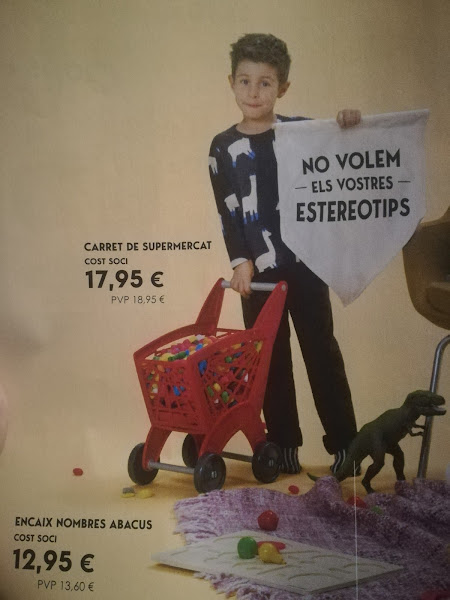 NO VOLEM
ELS VOSTRES
ESTEREOTIPS
CARRET DE SUPERMERCAT
COST SOCI
17,95 €
PVP 18,95 €
ENCAIX NOMBRES ABACUS
COST SOCI
12,95 €
PVP 13,60 €